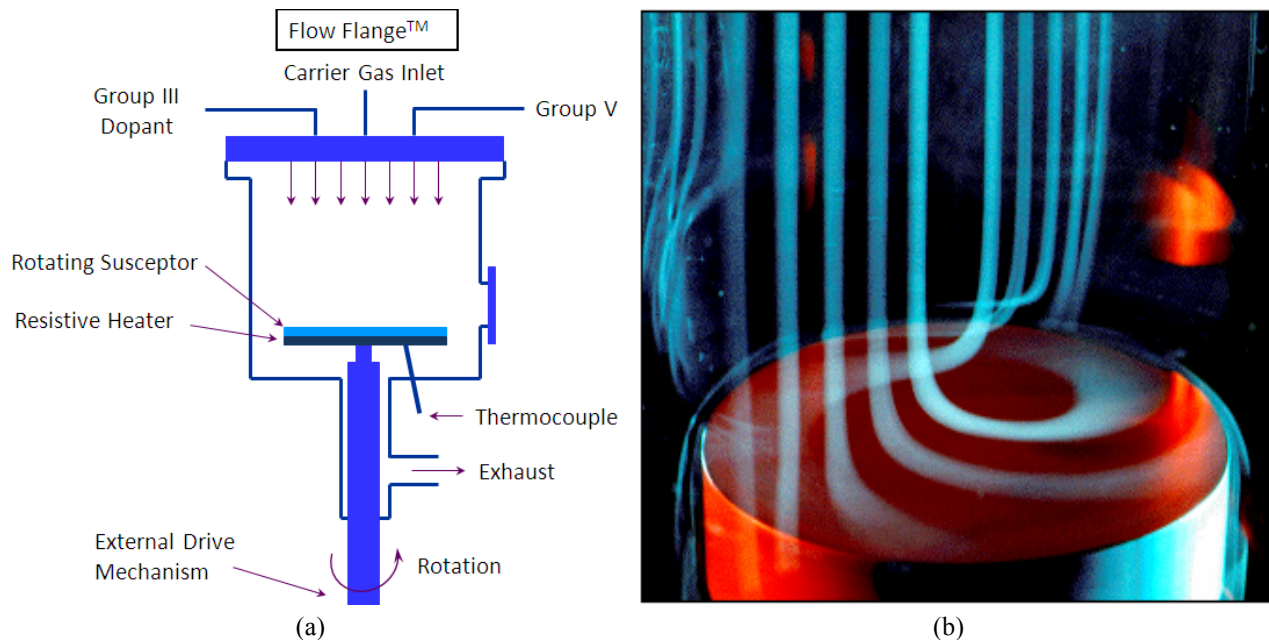 Flow Flange™
Carrier Gas Inlet
Group III
Dopant
Group V
Rotating Susceptor
Resistive Heater
Thermocouple
Exhaust
External Drive
Mechanism
Rotation
(a)
(b)